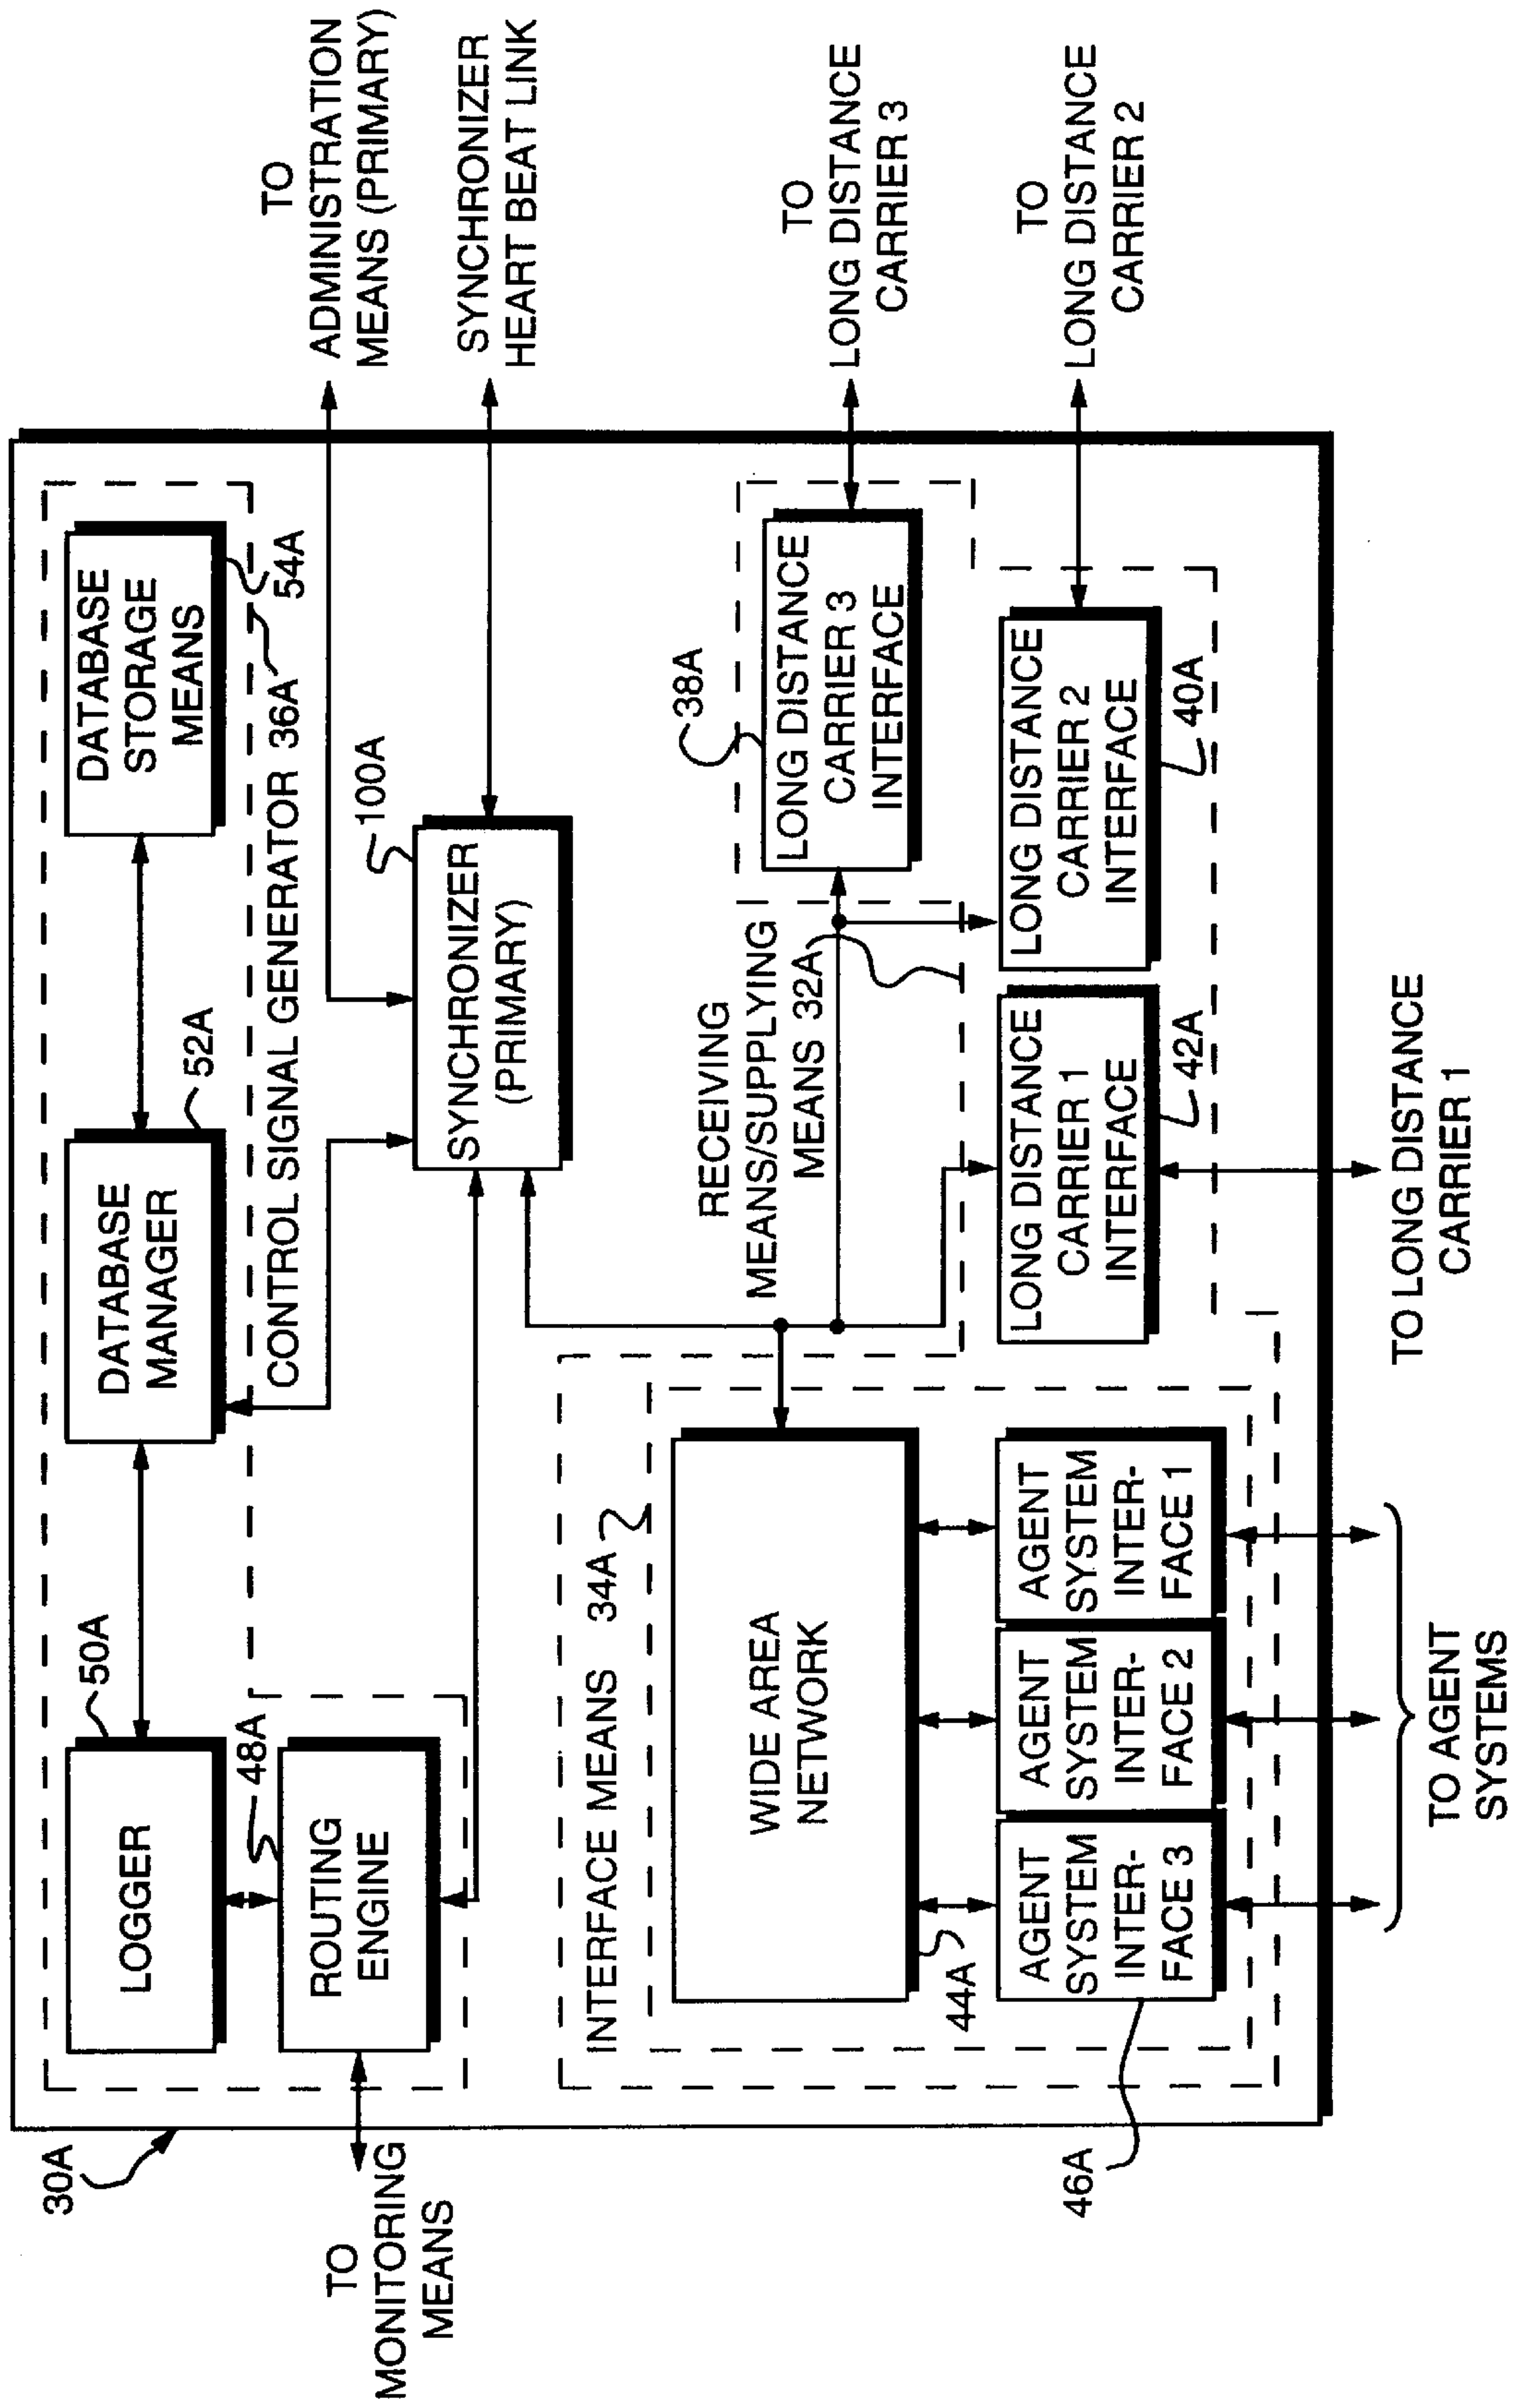 30A
LOGGER
50A
DATABASE
MANAGER
52A
DATABASE
STORAGE
MEANS
54A
TO
ADMINISTRATION
MEANS (PRIMARY)
48A
CONTROL SIGNAL GENERATOR 36A
ROUTING
ENGINE
TO
MONITORING
MEANS
100A
SYNCHRONIZER
(PRIMARY)
SYNCHRONIZER
HEART BEAT LINK
INTERFACE MEANS 34A
RECEIVING
MEANS/SUPPLYING
MEANS 32A
38A
LONG DISTANCE
CARRIER 3
INTERFACE
TO
LONG DISTANCE
CARRIER 3
WIDE AREA
NETWORK
44A
AGENT
SYSTEM
INTER-
FACE 3
AGENT
SYSTEM
INTER-
FACE 2
AGENT
SYSTEM
INTER-
FACE 1
LONG DISTANCE
CARRIER 1
INTERFACE
42A
LONG DISTANCE
CARRIER 2
INTERFACE
40A
TO
LONG DISTANCE
CARRIER 2
46A
TO AGENT
SYSTEMS
TO LONG DISTANCE
CARRIER 1